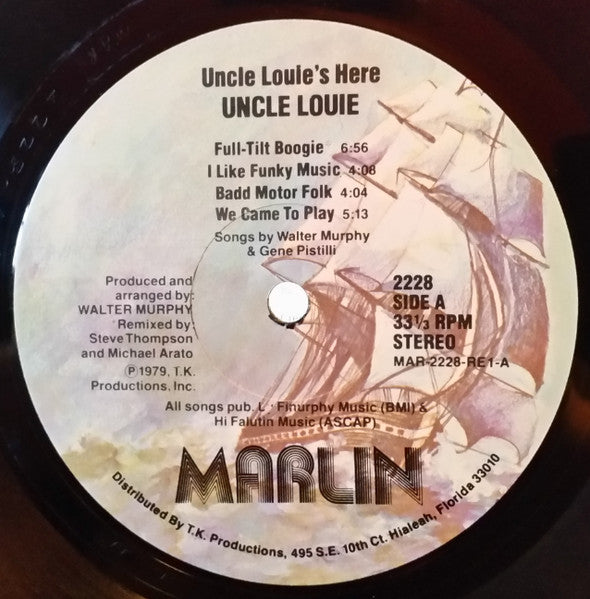 Uncle Louie's Here
UNCLE LOUIE
Full-Tilt Boogie 6:56
I Like Funky Music 4:08
Badd Motor Folk 4:04
We Came To Play 5:13
Songs by Walter Murphy
& Gene Pistilli
Produced and
arranged by:
WALTER MURPHY
Remixed by:
Steve Thompson
and Michael Arato
℗ 1979, T.K.
Productions, Inc.
2228
SIDE A
33 1/3 RPM
STEREO
MAR-2228-RE1-A
All songs pub. Finurphy Music (BMI) &
Hi Falutin Music (ASCAP)
MARLIN
Distributed By T.K. Productions, 495 S.E. 10th Ct. Hialeah, Florida 33010